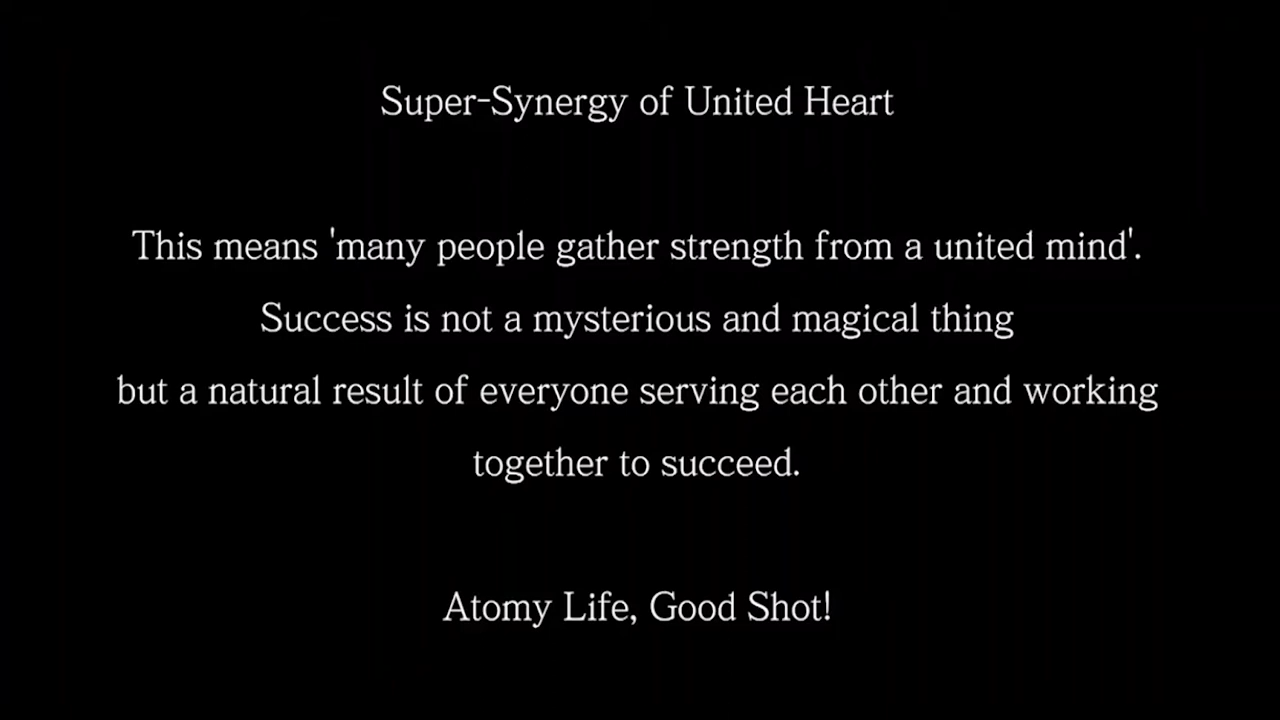 Super-Synergy of United Heart
This means 'many people gather strength from a united mind'.
Success is not a mysterious and magical thing
but a natural result of everyone serving each other and working
together to succeed.
Atomy Life, Good Shot!